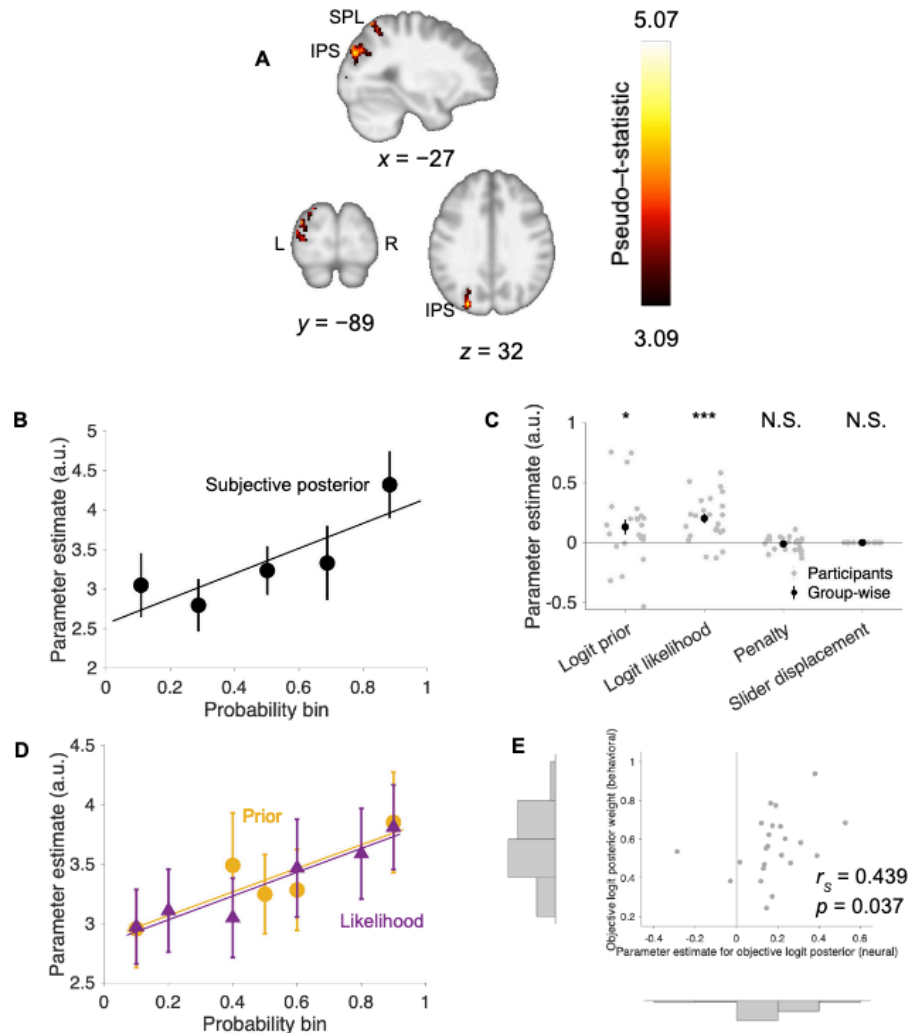 A
SPL
IPS
x = −27
L
R
y = −89
IPS
z = 32
5.07
Pseudo–t-statistic
3.09
B
Parameter estimate (a.u.)
5
4.5
4
3.5
3
2.5
2
Subjective posterior
0
0.2
0.4
0.6
0.8
1
Probability bin
C
Parameter estimate (a.u.)
1
0.5
0
-0.5
*
***
N.S.
N.S.
Participants
Group-wise
Logit prior
Logit likelihood
Penalty
Slider displacement
D
Parameter estimate (a.u.)
4.5
4
3.5
3
2.5
Prior
Likelihood
0
0.2
0.4
0.6
0.8
1
Probability bin
E
Objective logit posterior weight (behavioral)
1
0.8
0.6
0.4
0.2
rs = 0.439
p = 0.037
-0.4
-0.2
0
0.2
0.4
0.6
Parameter estimate for objective logit posterior (neural)